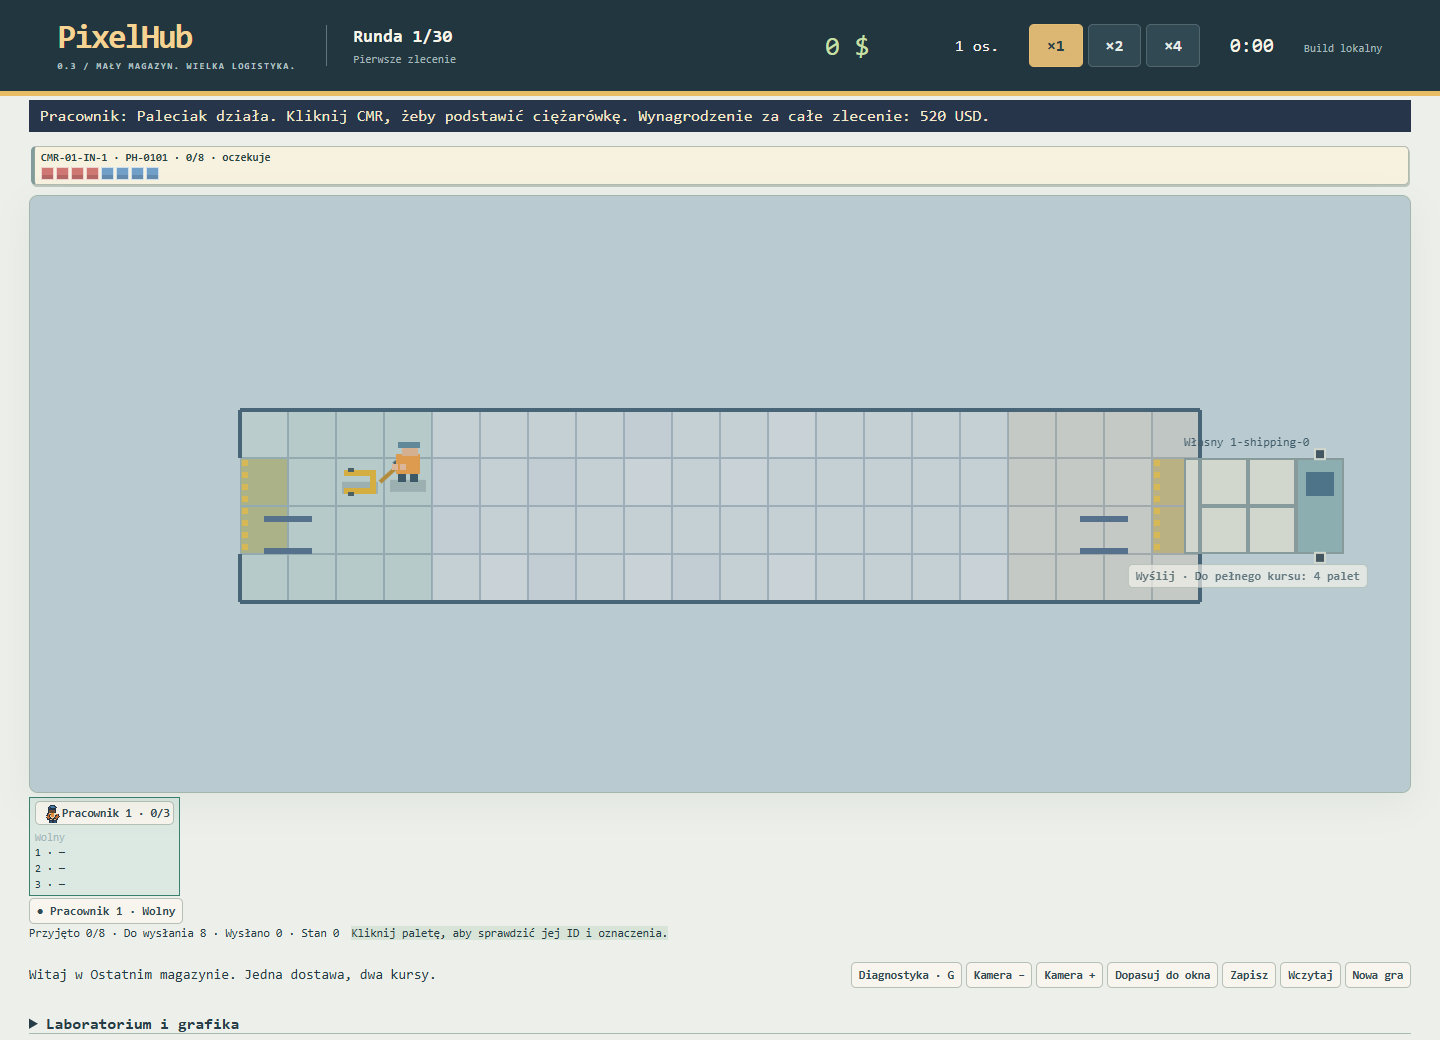 PixelHub
0.3 / MAŁY MAGAZYN. WIELKA LOGISTYKA.
Runda 1/30
Pierwsze zlecenie
0 $
1 os.
×1
×2
×4
0:00
Build lokalny
Pracownik: Paleciak działa. Kliknij CMR, żeby podstawić ciężarówkę. Wynagrodzenie za całe zlecenie: 520 USD.
CMR-01-IN-1 · PH-0101 · 0/8 · oczekuje
Własny 1-shipping-0
Wyślij · Do pełnego kursu: 4 palet
Pracownik 1 · 0/3
Wolny
1 · —
2 · —
3 · —
● Pracownik 1 · Wolny
Przyjęto 0/8 · Do wysłania 8 · Wysłano 0 · Stan 0 Kliknij paletę, aby sprawdzić jej ID i oznaczenia.
Witaj w Ostatnim magazynie. Jedna dostawa, dwa kursy.
Diagnostyka · G
Kamera −
Kamera +
Dopasuj do okna
Zapisz
Wczytaj
Nowa gra
▶ Laboratorium i grafika